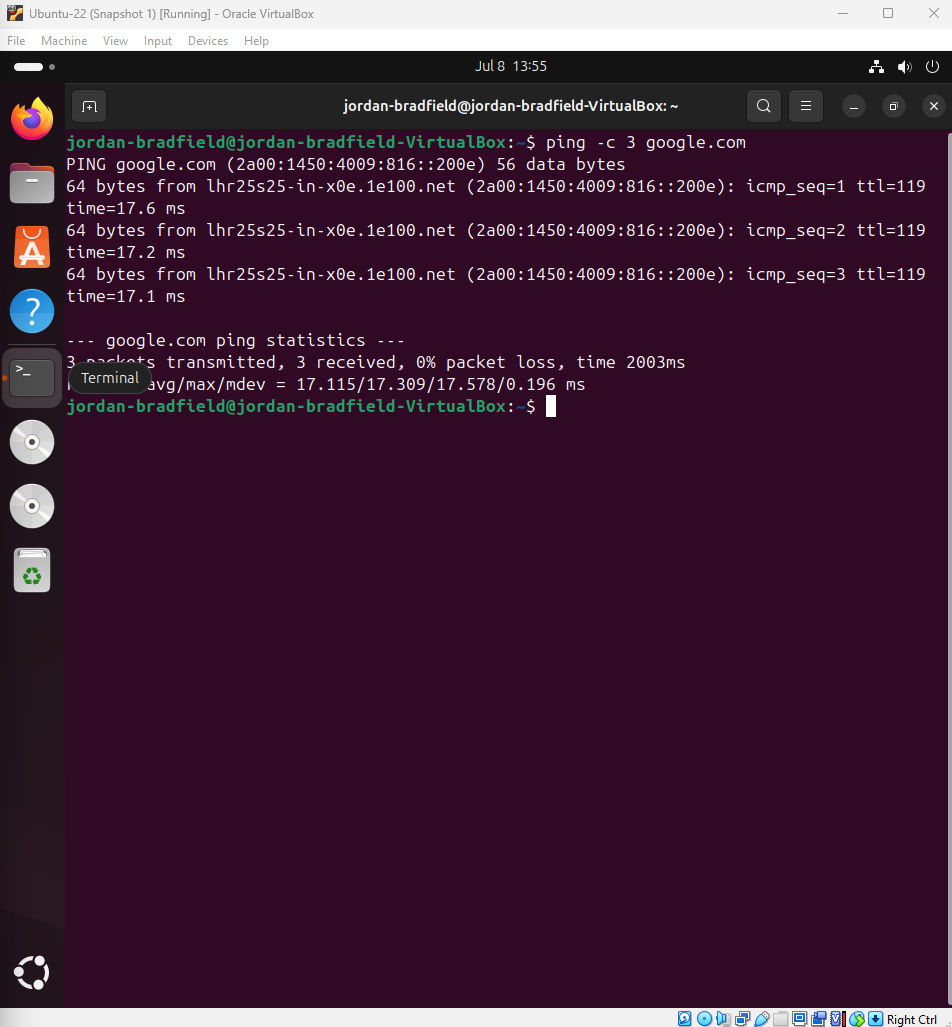 Ubuntu-22 (Snapshot 1) [Running] - Oracle VirtualBox
File Machine View Input Devices Help
Jul 8 13:55
jordan-bradfield@jordan-bradfield-VirtualBox: ~
jordan-bradfield@jordan-bradfield-VirtualBox:~$ ping -c 3 google.com
PING google.com (2a00:1450:4009:816::200e) 56 data bytes
64 bytes from lhr25s25-in-x0e.1e100.net (2a00:1450:4009:816::200e): icmp_seq=1 ttl=119
time=17.6 ms
64 bytes from lhr25s25-in-x0e.1e100.net (2a00:1450:4009:816::200e): icmp_seq=2 ttl=119
time=17.2 ms
64 bytes from lhr25s25-in-x0e.1e100.net (2a00:1450:4009:816::200e): icmp_seq=3 ttl=119
time=17.1 ms
--- google.com ping statistics ---
3 packets transmitted, 3 received, 0% packet loss, time 2003ms
Terminal
avg/max/mdev = 17.115/17.309/17.578/0.196 ms
jordan-bradfield@jordan-bradfield-VirtualBox:~$
Right Ctrl